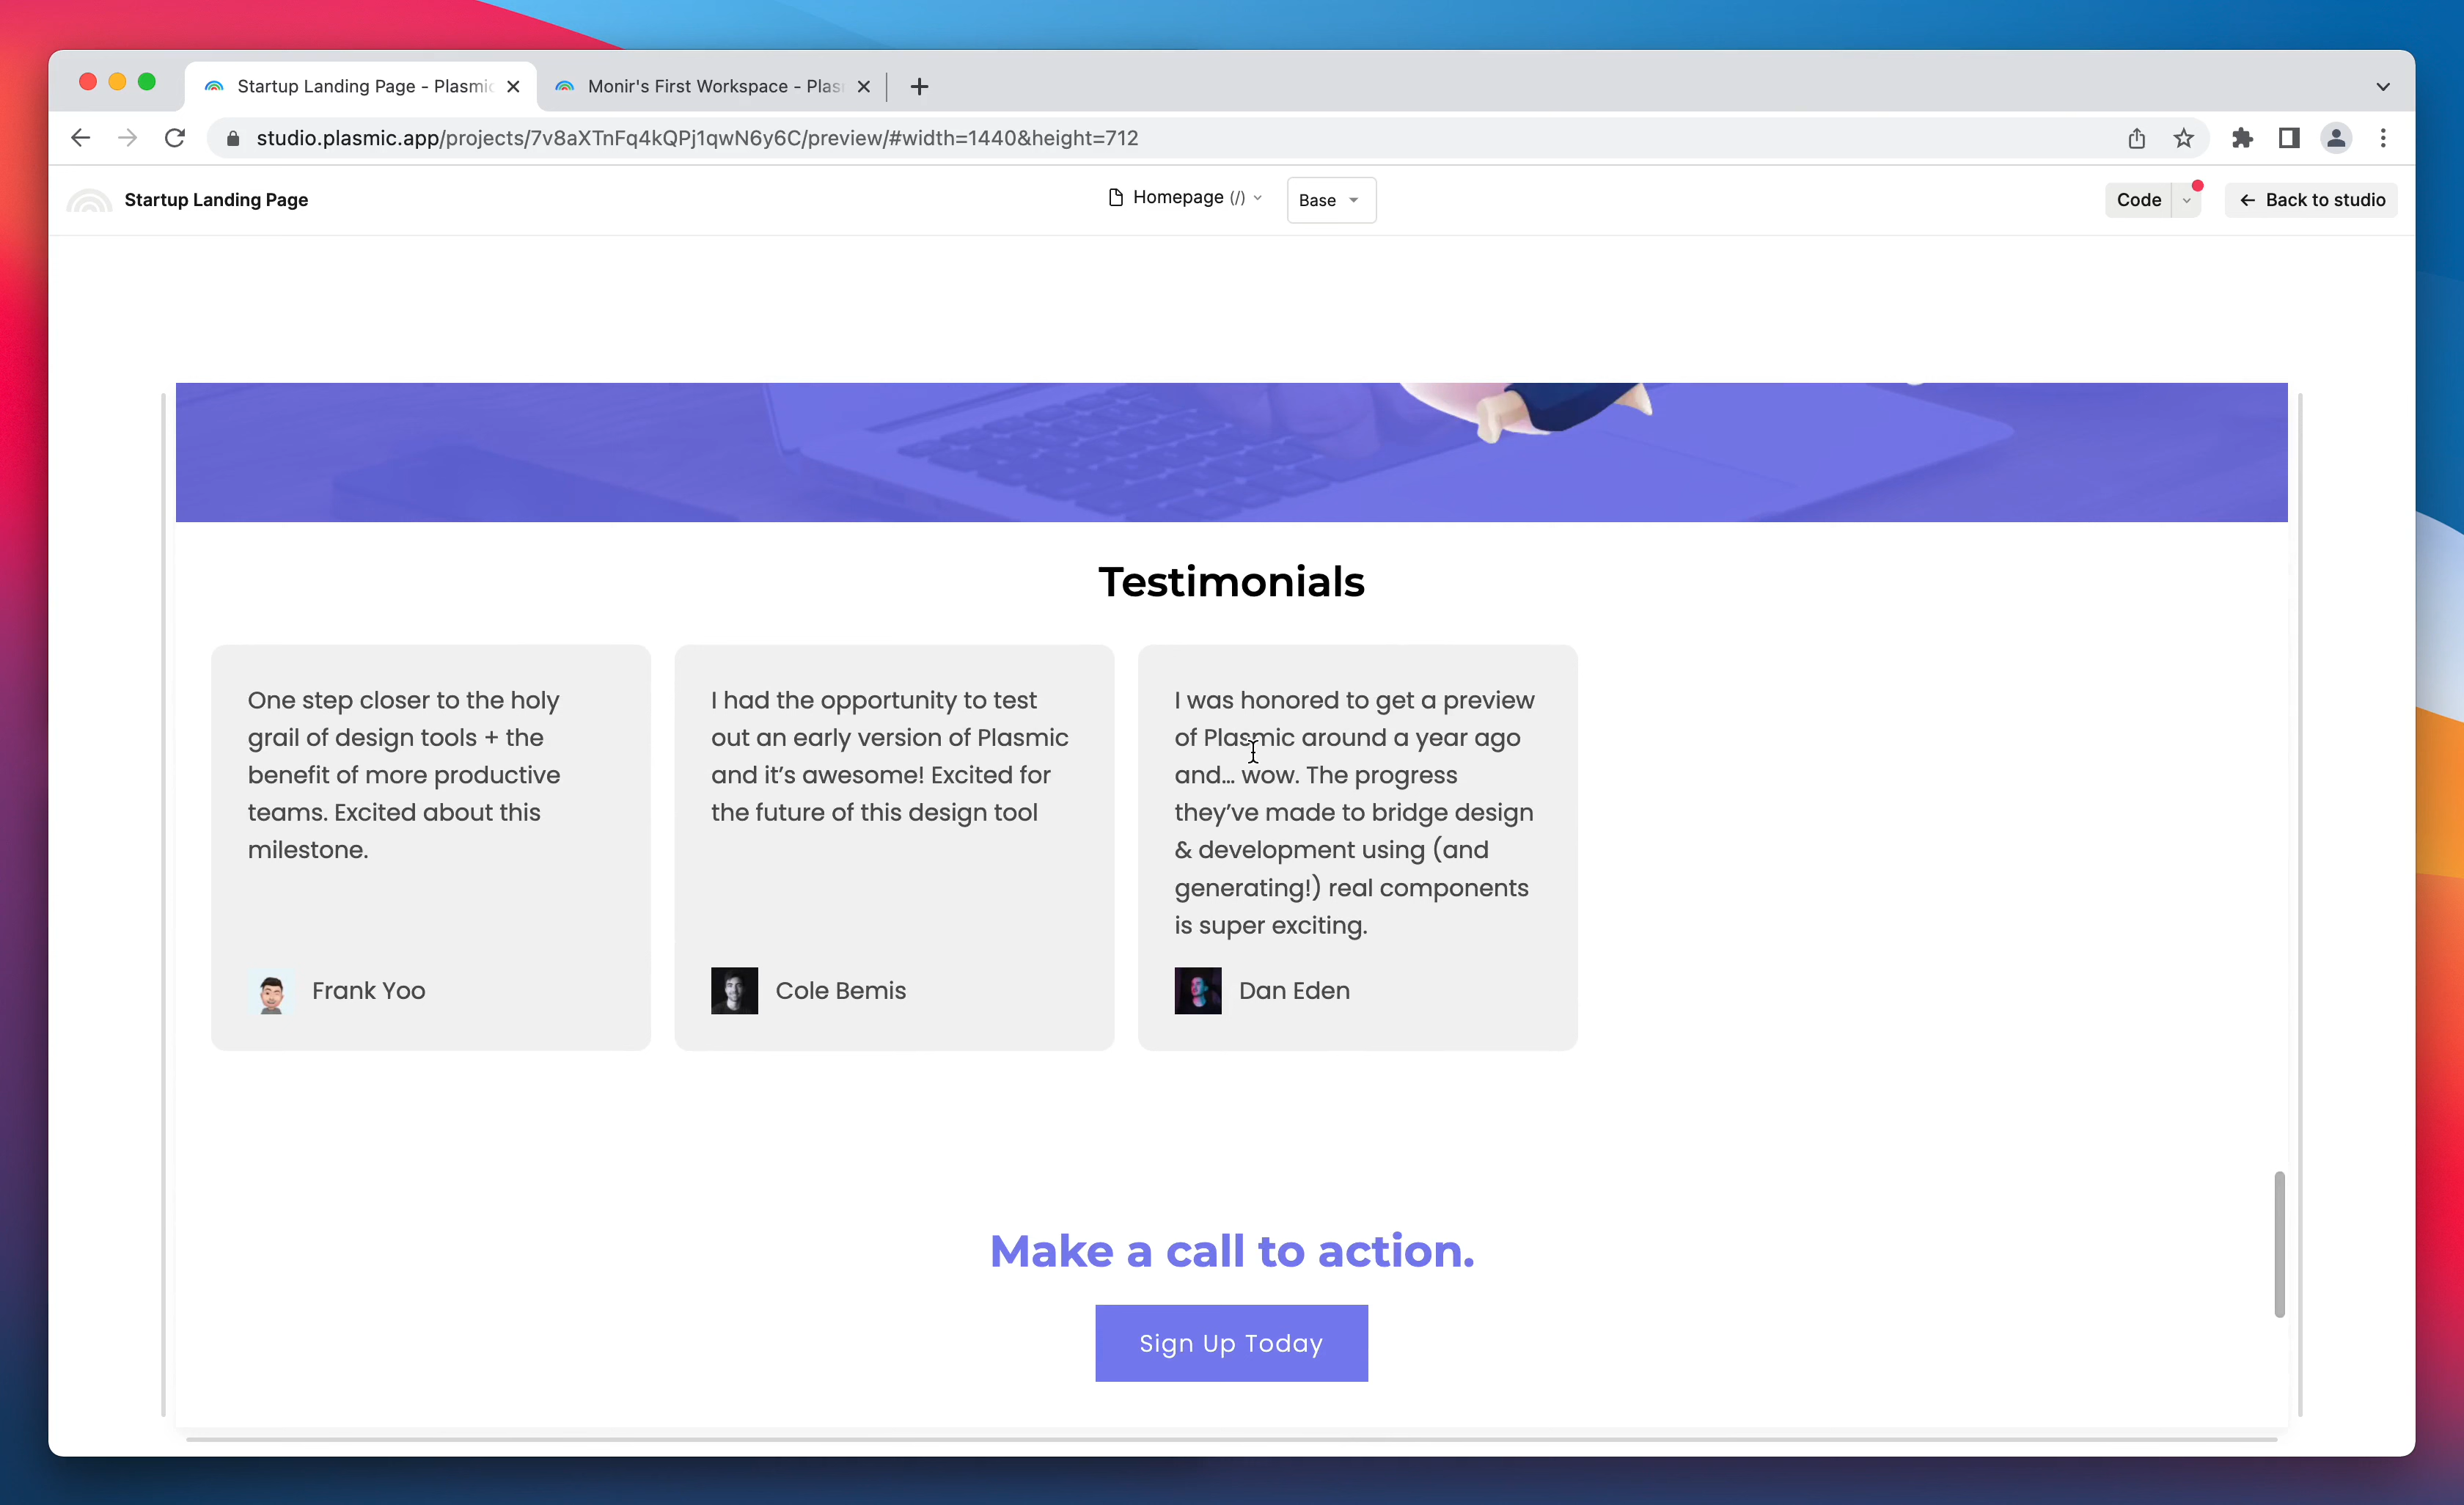 Startup Landing Page - Plasmic
Monir's First Workspace - Plas
studio.plasmic.app/projects/7v8aXTnFq4kQPj1qwN6y6C/preview/#width=1440&height=712
Startup Landing Page
Homepage (/)
Base
Code
Back to studio
Testimonials
One step closer to the holy
grail of design tools + the
benefit of more productive
teams. Excited about this
milestone.
Frank Yoo
I had the opportunity to test
out an early version of Plasmic
and it's awesome! Excited for
the future of this design tool
Cole Bemis
I was honored to get a preview
of Plasmic around a year ago
and... wow. The progress
they've made to bridge design
& development using (and
generating!) real components
is super exciting.
Dan Eden
Make a call to action.
Sign Up Today